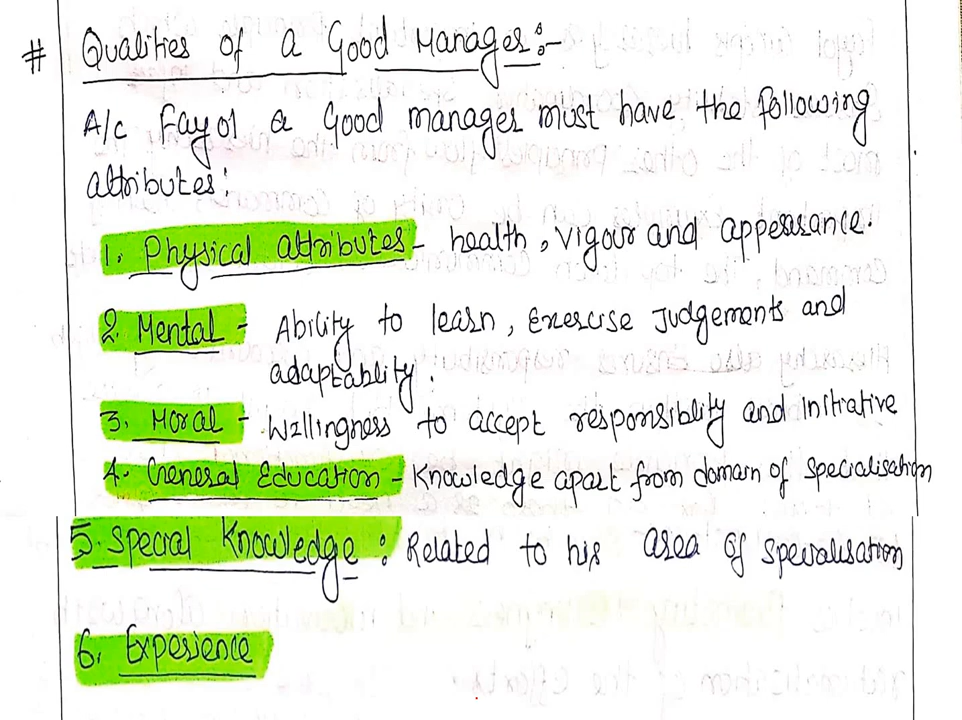 # Qualities of a Good Manager:-
A/c Fayol a Good manager must have the following
attributes:
1. Physical attributes - health, vigour and appearance.
2. Mental - Ability to learn, Exercise Judgements and
adaptablity.
3. Moral - Willingness to accept responsiblity and initiative
4. General Education - Knowledge apart from domain of specialisation
5. Special Knowledge : Related to his area of specialisation
6. Experience